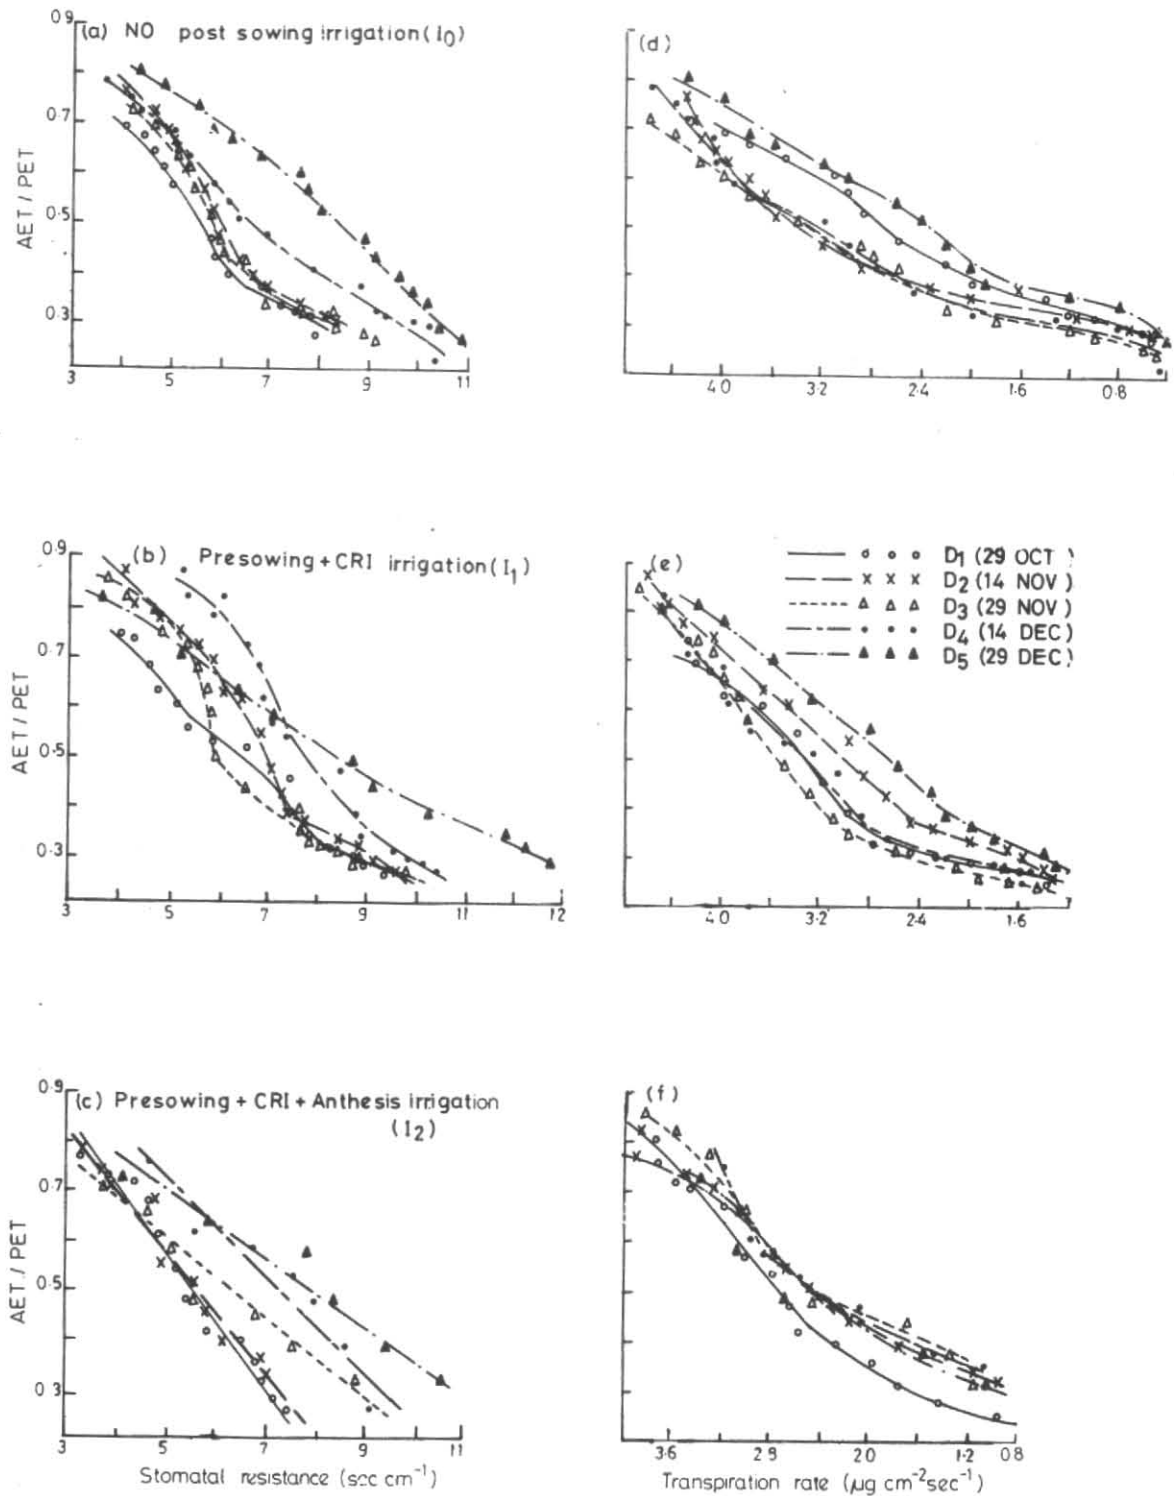 (a) NO post sowing irrigation(I0)
0.9
0.7
0.5
0.3
AET / PET
3 5 7 9 11
(d)
4.0 3.2 2.4 1.6 0.8
(b) Presowing+CRI irrigation(I1)
0.9
0.7
0.5
0.3
AET / PET
3 5 7 9 11 12
(e)
D1 (29 OCT)
D2 (14 NOV)
D3 (29 NOV)
D4 (14 DEC)
D5 (29 DEC)
4.0 3.2 2.4 1.6
(c) Presowing + CRI + Anthesis irrigation
(I2)
0.9
0.7
0.5
0.3
AET / PET
3 5 7 9 11
Stomatal resistance (sec cm-1)
(f)
3.6 2.9 2.0 1.2 0.8
Transpiration rate (µg cm-2 sec-1)